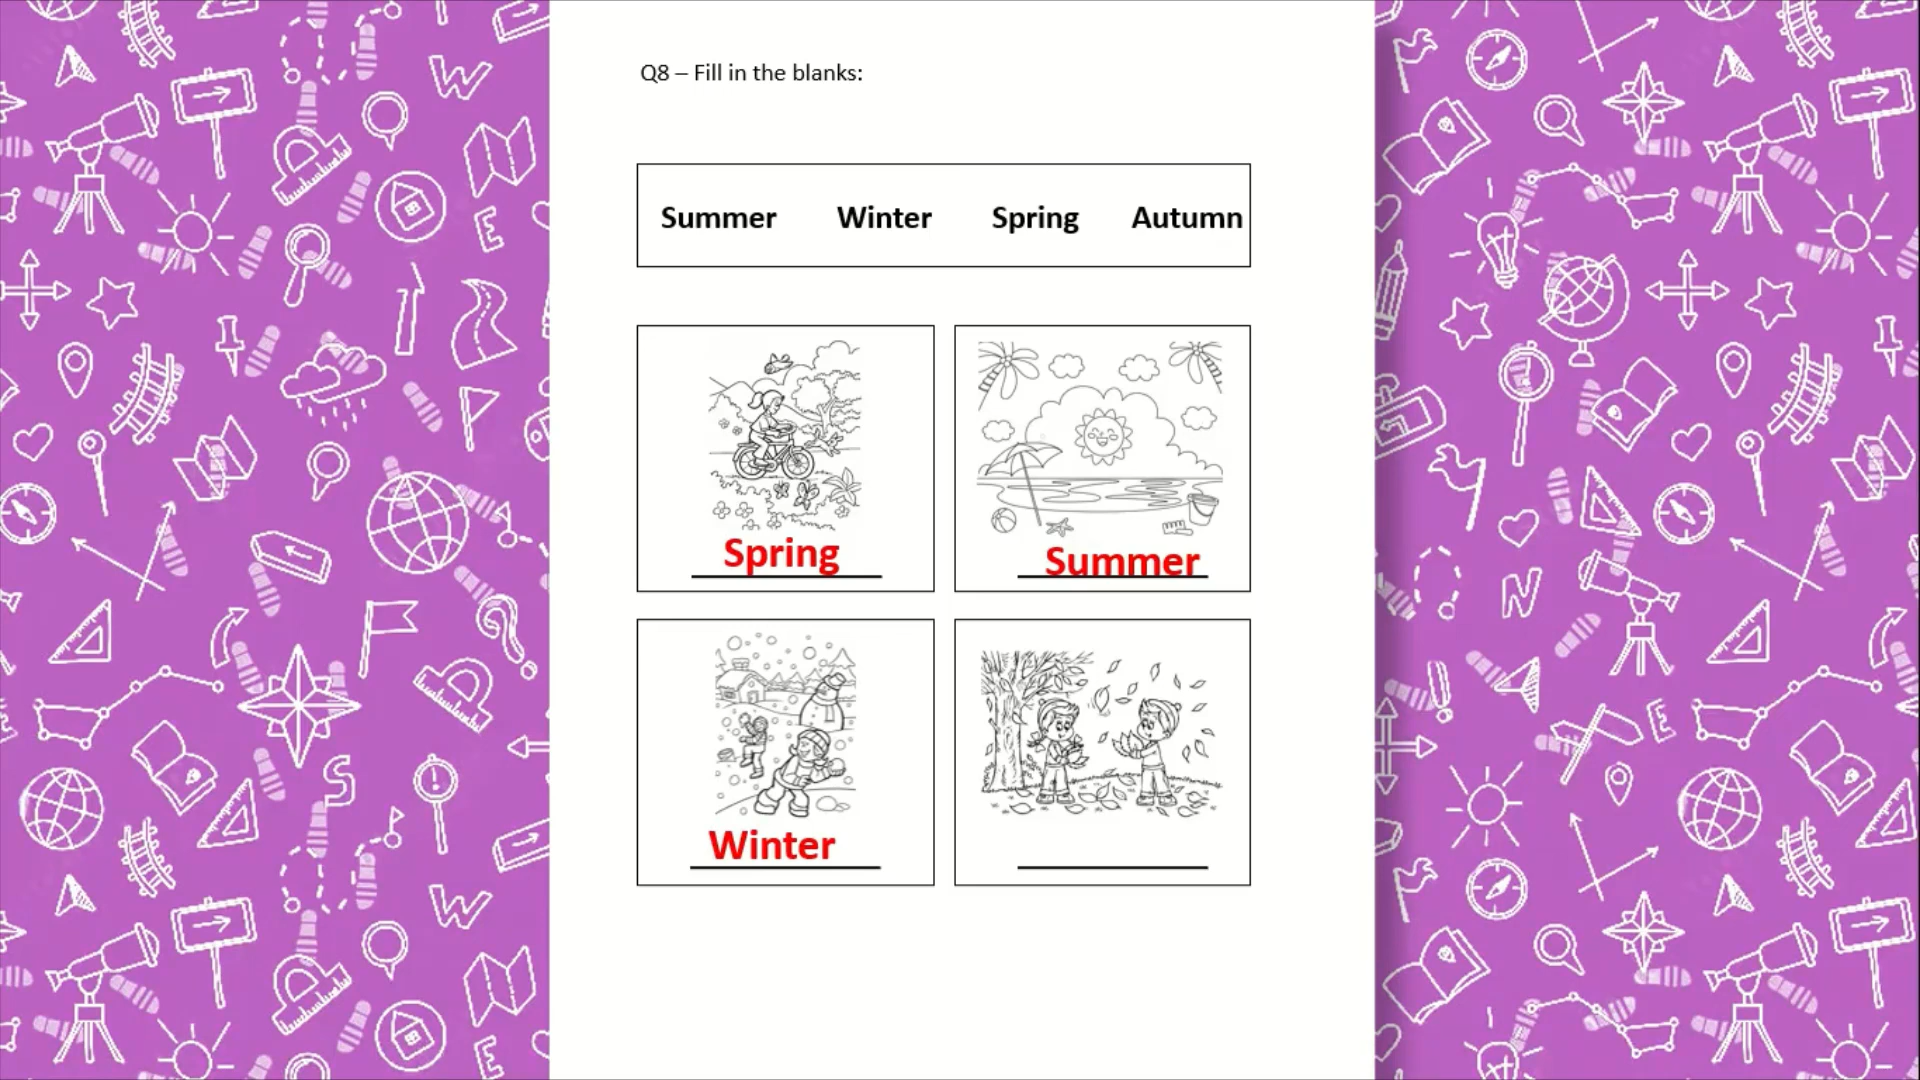 Q8 – Fill in the blanks:
Summer Winter Spring Autumn
Spring
Summer
Winter